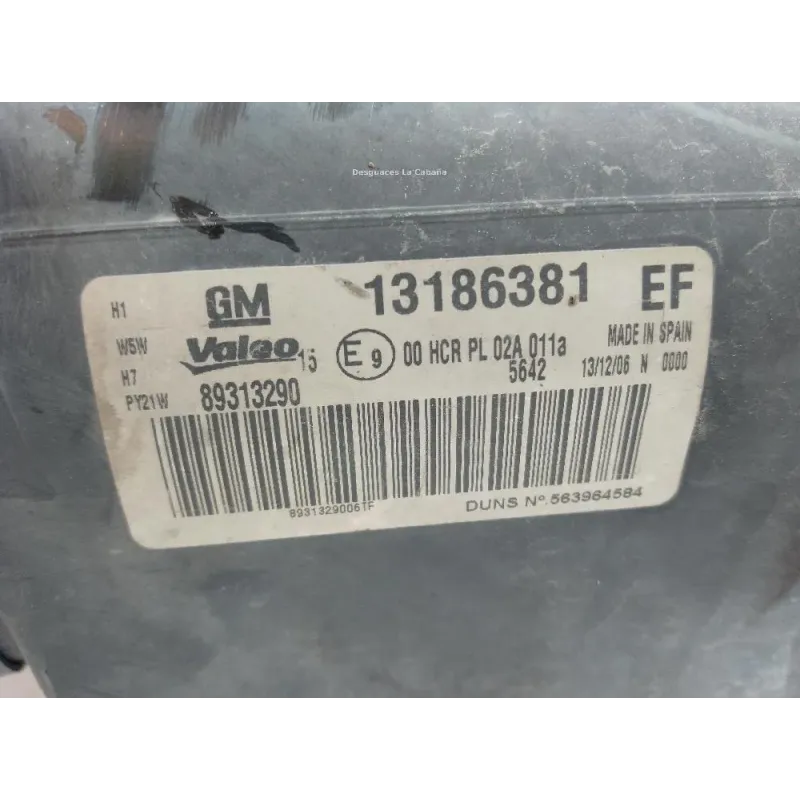 Desguaces La Cabaña
H1 GM 13186381 EF
W5W Valeo 15 E 9 00 HCR PL 02A 011a MADE IN SPAIN
H7 5642 13/12/06 N 0000
PY21W 89313290
8931329006TF DUNS Nº.563964584